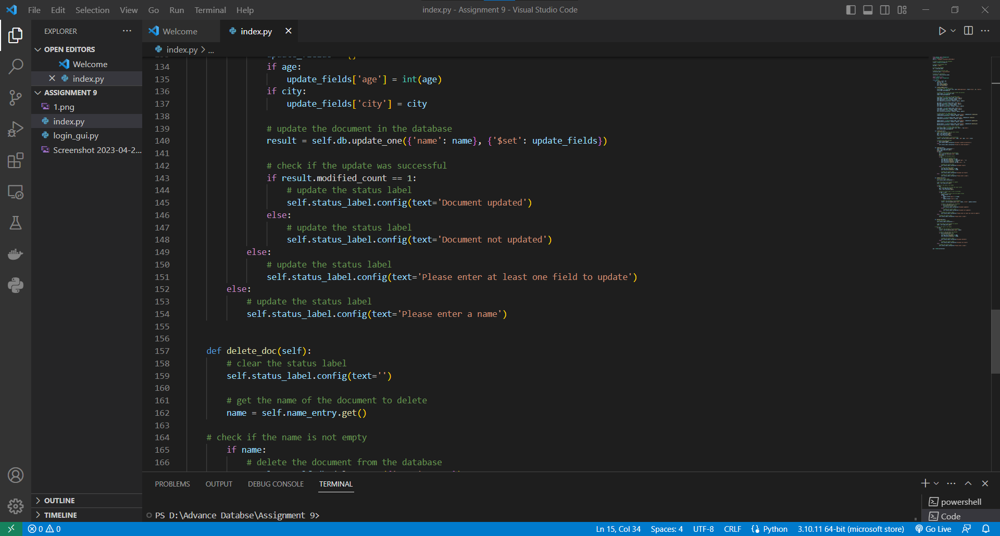 File Edit Selection View Go Run Terminal Help
index.py - Assignment 9 - Visual Studio Code
EXPLORER
OPEN EDITORS
Welcome
index.py
ASSIGNMENT 9
1.png
index.py
login_gui.py
Screenshot 2023-04-2...
OUTLINE
TIMELINE
Welcome index.py
index.py > ...
134 if age:
135 update_fields['age'] = int(age)
136 if city:
137 update_fields['city'] = city
138
139 # update the document in the database
140 result = self.db.update_one({'name': name}, {'$set': update_fields})
141
142 # check if the update was successful
143 if result.modified_count == 1:
144 # update the status label
145 self.status_label.config(text='Document updated')
146 else:
147 # update the status label
148 self.status_label.config(text='Document not updated')
149 else:
150 # update the status label
151 self.status_label.config(text='Please enter at least one field to update')
152 else:
153 # update the status label
154 self.status_label.config(text='Please enter a name')
155
156
157 def delete_doc(self):
158 # clear the status label
159 self.status_label.config(text='')
160
161 # get the name of the document to delete
162 name = self.name_entry.get()
163
164 # check if the name is not empty
165 if name:
166 # delete the document from the database
PROBLEMS OUTPUT DEBUG CONSOLE TERMINAL
PS D:\Advance Databse\Assignment 9>
powershell
Code
0 0
Ln 15, Col 34 Spaces: 4 UTF-8 CRLF Python 3.10.11 64-bit (microsoft store) Go Live